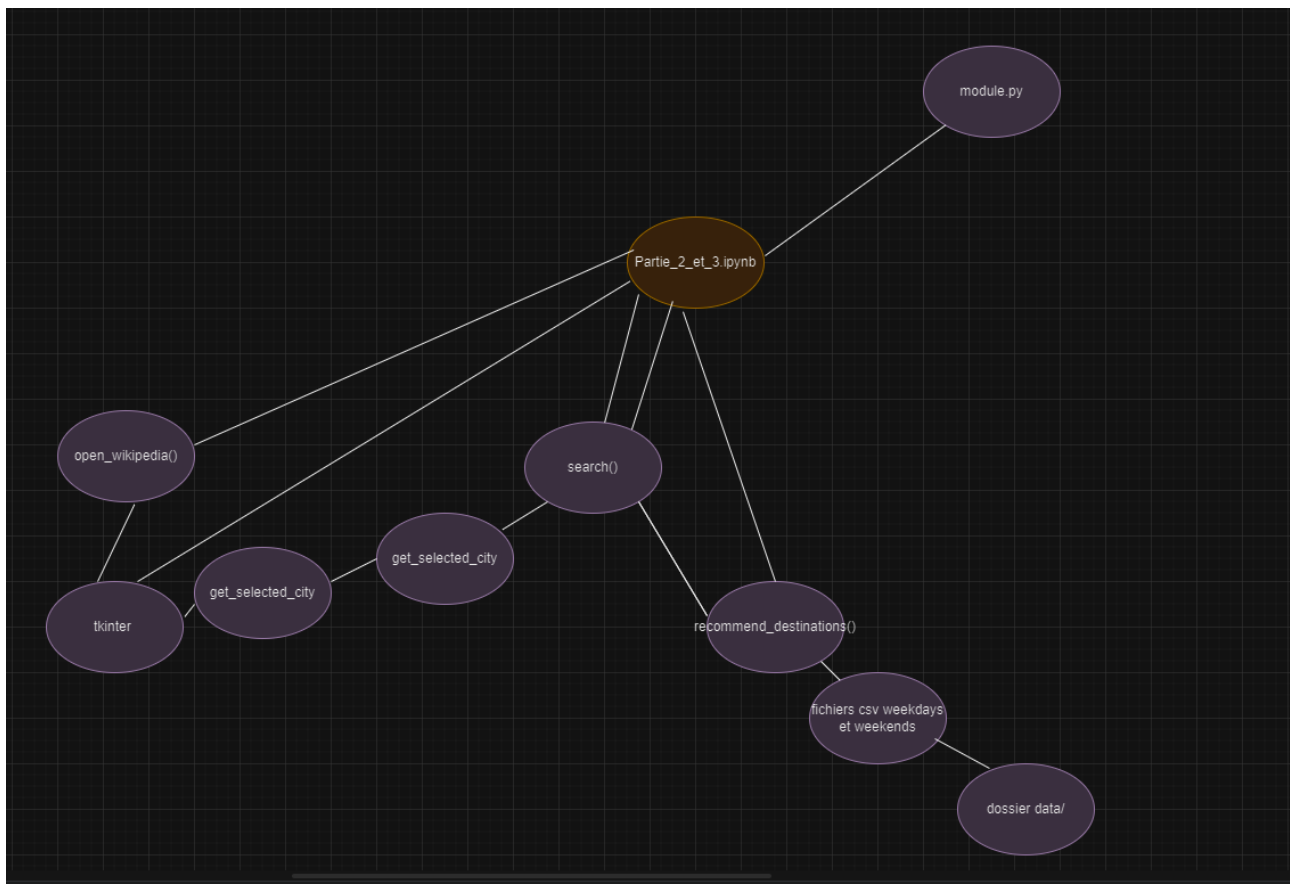 module.py
Partie_2_et_3.ipynb
open_wikipedia()
search()
get_selected_city
get_selected_city
tkinter
recommend_destinations()
fichiers csv weekdays
et weekends
dossier data/